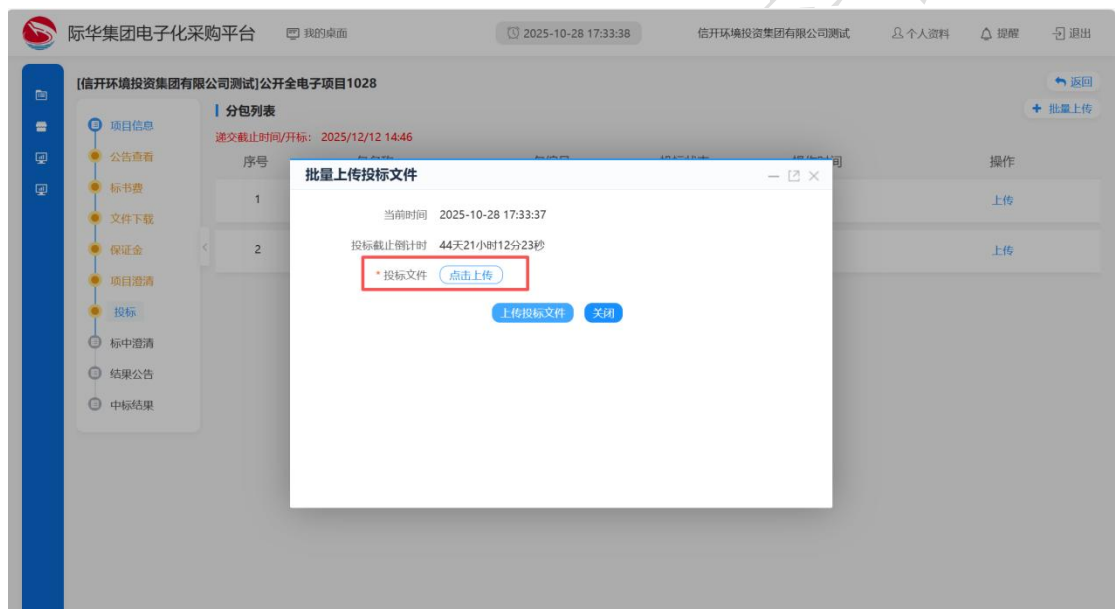 际华集团电子化采购平台 我的桌面 2025-10-28 17:33:38 信开环境投资集团有限公司测试 个人资料 提醒 退出
[信开环境投资集团有限公司测试]公开全电子项目1028 返回
分包列表 批量上传
项目信息
递交截止时间/开标: 2025/12/12 14:46
公告查看
序号 操作
批量上传投标文件
标书费
1 上传
当前时间 2025-10-28 17:33:37
文件下载
投标截止倒计时 44天21小时12分23秒
保证金
2 上传
* 投标文件 点击上传
项目澄清
投标
上传投标文件 关闭
标中澄清
结果公告
中标结果